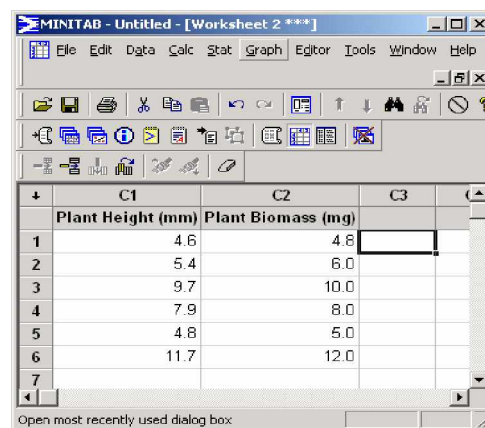 MINITAB - Untitled - [Worksheet 2 ***]
File Edit Data Calc Stat Graph Editor Tools Window Help
↓ C1 C2 C3
Plant Height (mm) Plant Biomass (mg)
1 4.6 4.8
2 5.4 6.0
3 9.7 10.0
4 7.9 8.0
5 4.8 5.0
6 11.7 12.0
7
Open most recently used dialog box